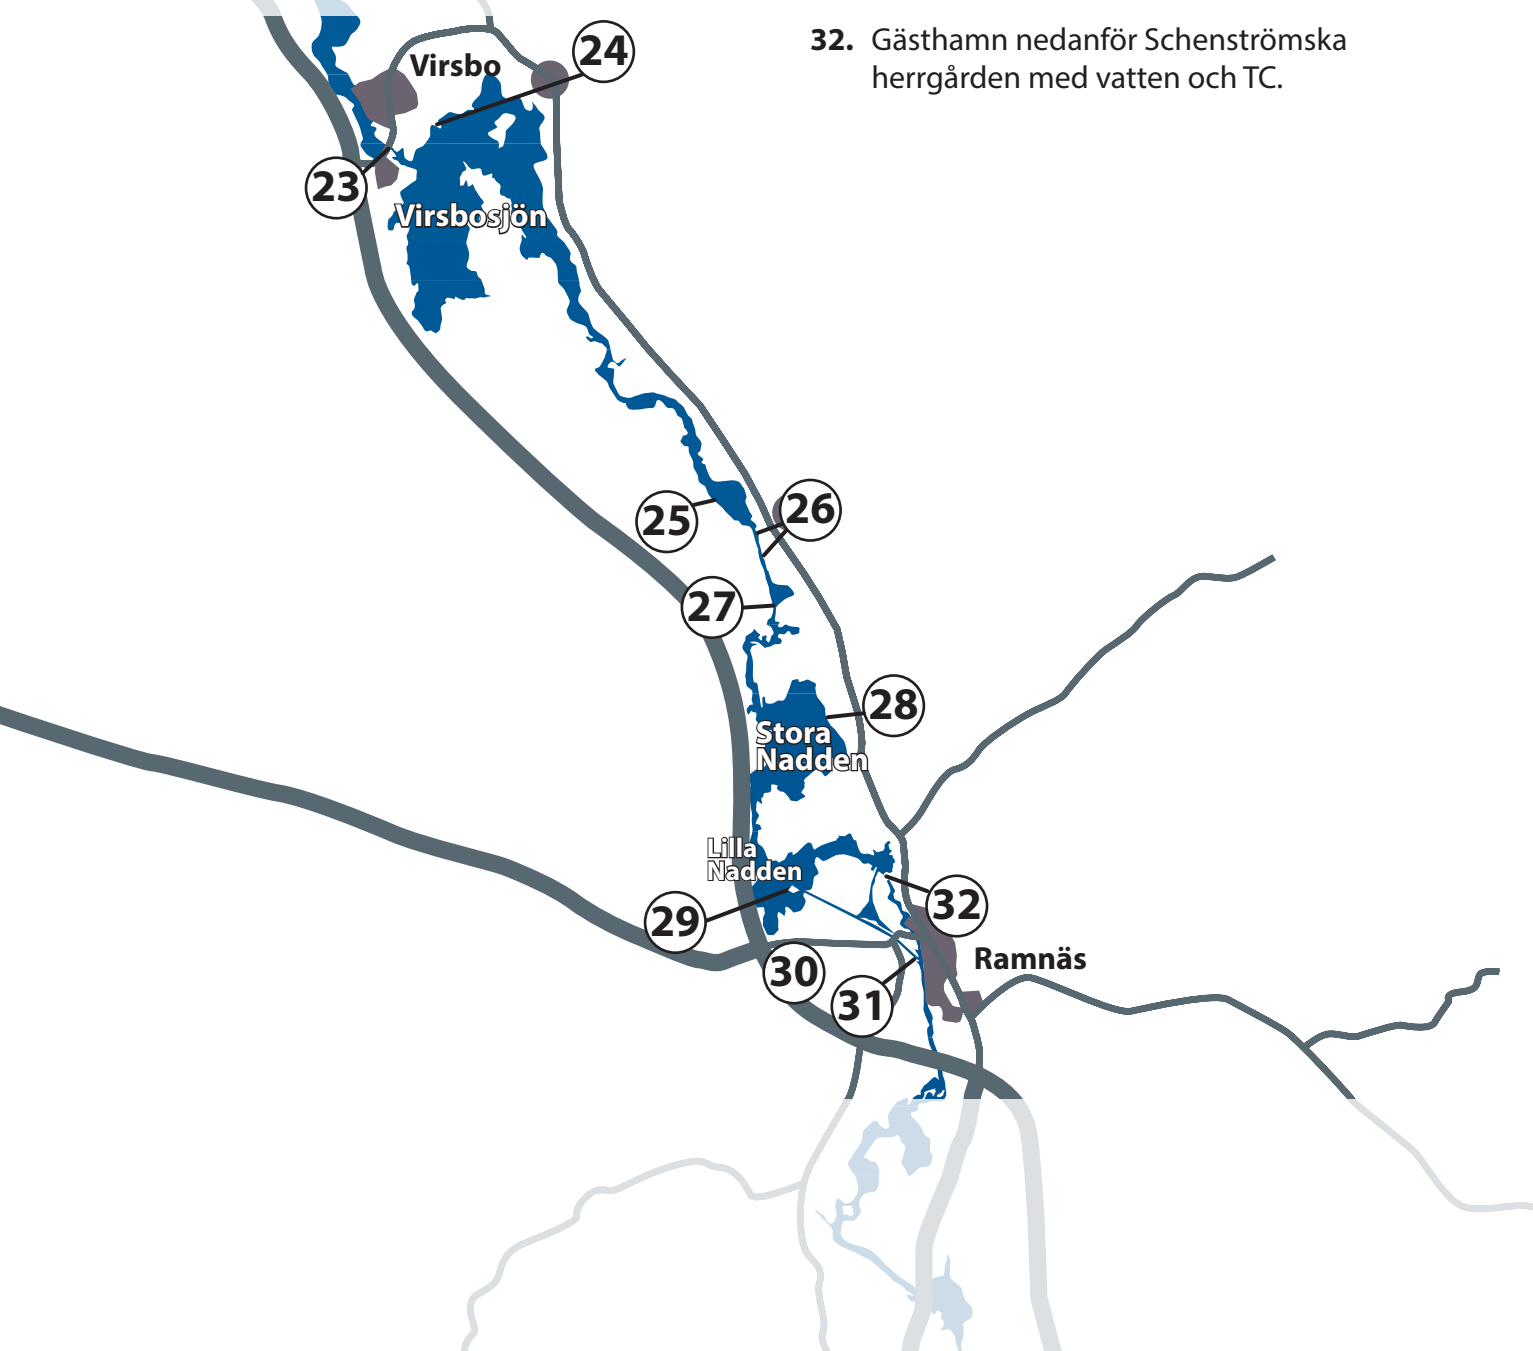 32. Gästhamn nedanför Schenströmska
herrgården med vatten och TC.
24
Virsbo
23
Virsbosjön
25
26
27
28
Stora
Nadden
Lilla
Nadden
29
32
30
Ramnäs
31